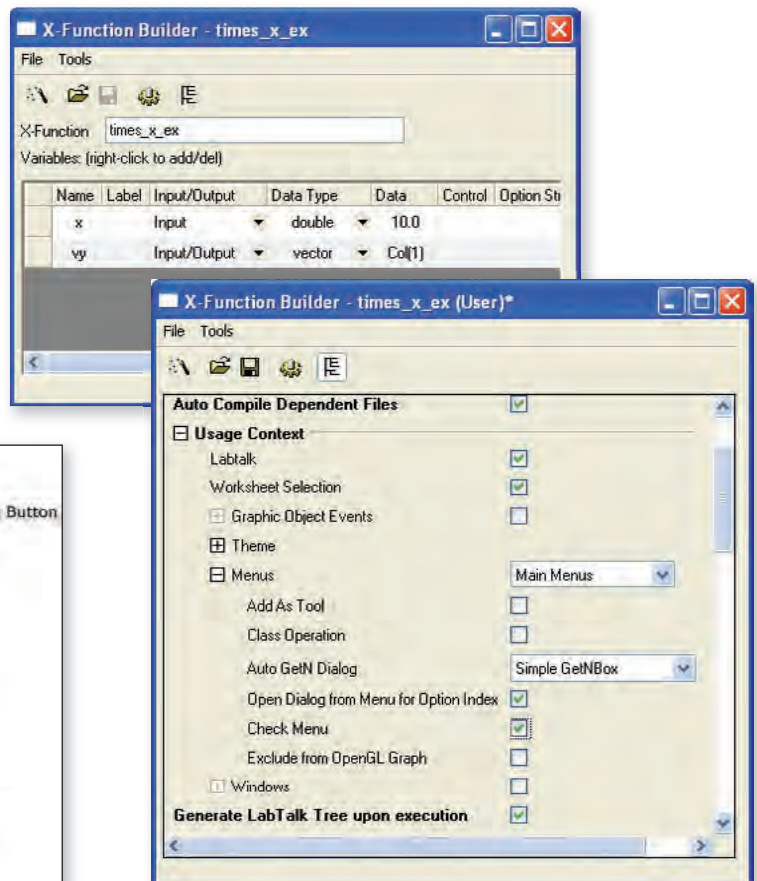 X-Function Builder - times_x_ex
File Tools
X-Function times_x_ex
Variables: (right-click to add/del)
Name Label Input/Output Data Type Data Control Option Str
x Input double 10.0
vy Input/Output vector Col(1)
X-Function Builder - times_x_ex (User)*
File Tools
Auto Compile Dependent Files
Usage Context
Labtalk
Worksheet Selection
Graphic Object Events
Theme
Menus Main Menus
Add As Tool
Class Operation
Auto GetN Dialog Simple GetNBox
Open Dialog from Menu for Option Index
Check Menu
Exclude from OpenGL Graph
Windows
Generate LabTalk Tree upon execution
Button